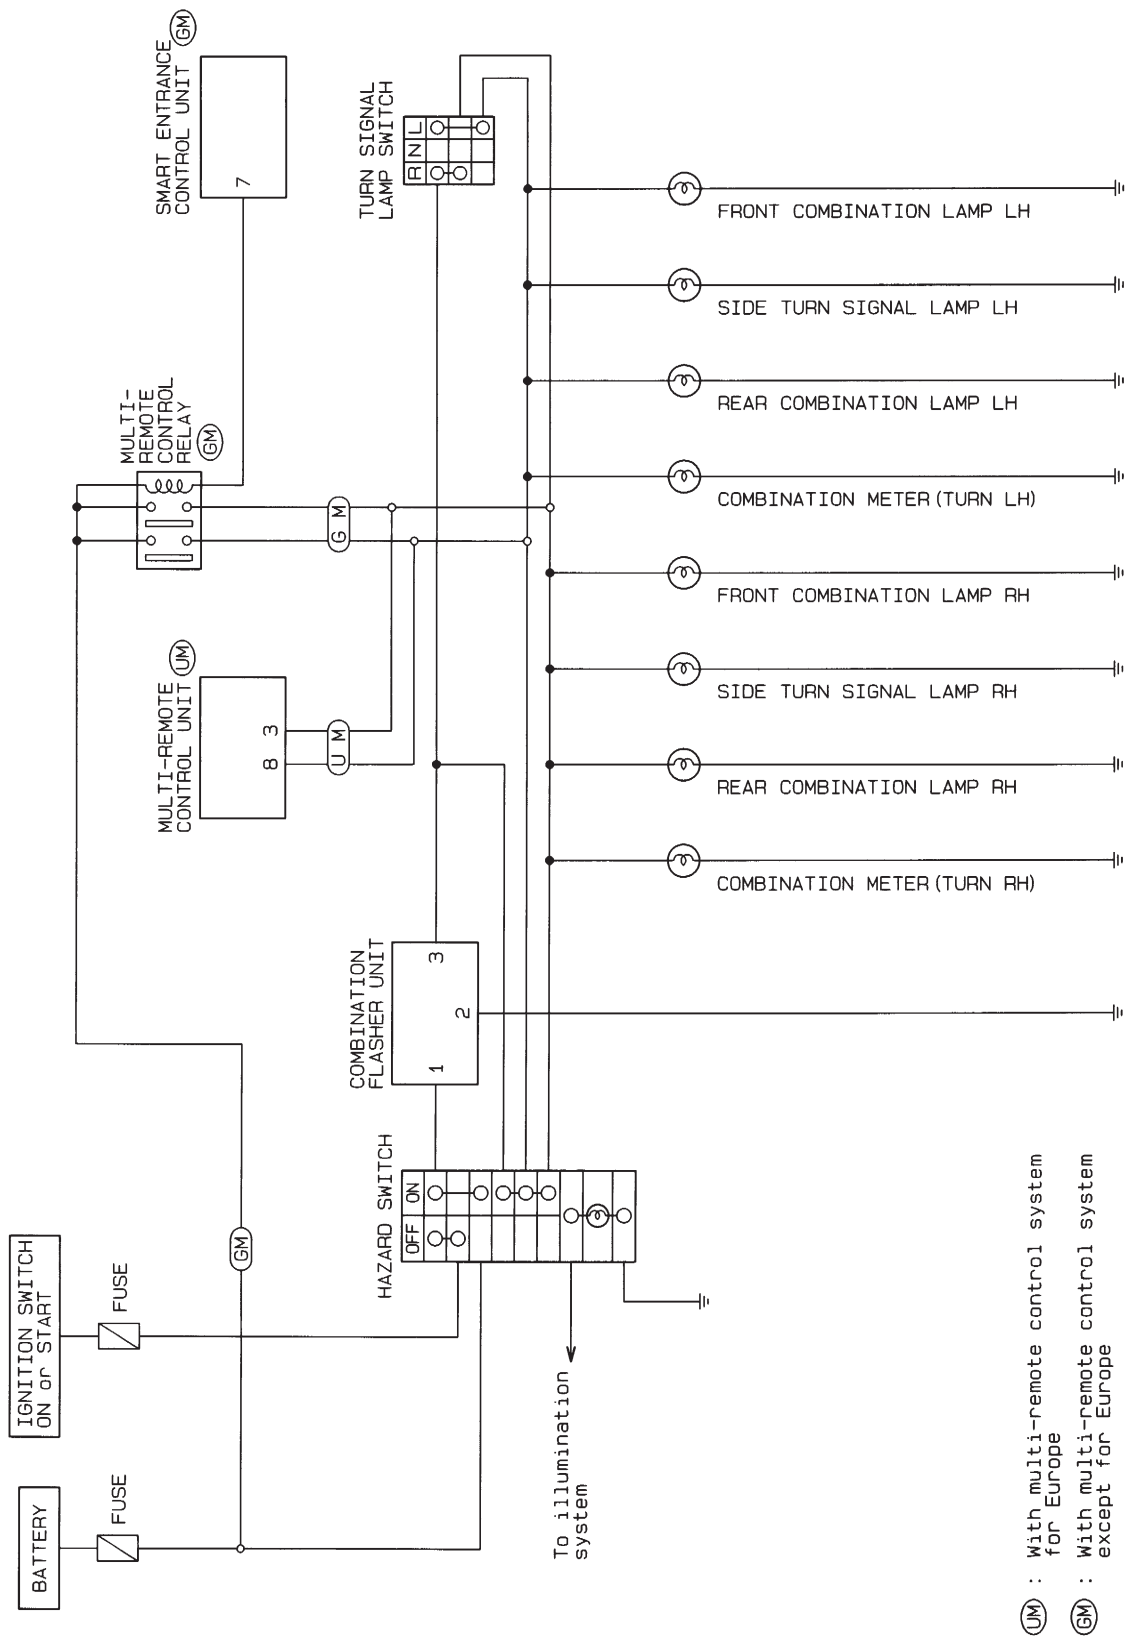 SMART ENTRANCE
CONTROL UNIT
GM
7
MULTI-
REMOTE
CONTROL
RELAY
GM
TURN SIGNAL
LAMP SWITCH
R N L
G M
MULTI-REMOTE
CONTROL UNIT
UM
8 3
U M
FRONT COMBINATION LAMP LH
SIDE TURN SIGNAL LAMP LH
REAR COMBINATION LAMP LH
COMBINATION METER (TURN LH)
FRONT COMBINATION LAMP RH
SIDE TURN SIGNAL LAMP RH
REAR COMBINATION LAMP RH
COMBINATION METER (TURN RH)
COMBINATION
FLASHER UNIT
1
2
3
HAZARD SWITCH
OFF ON
GM
IGNITION SWITCH
ON or START
FUSE
BATTERY
FUSE
To illumination
system
UM : With multi-remote control system
for Europe
GM : With multi-remote control system
except for Europe